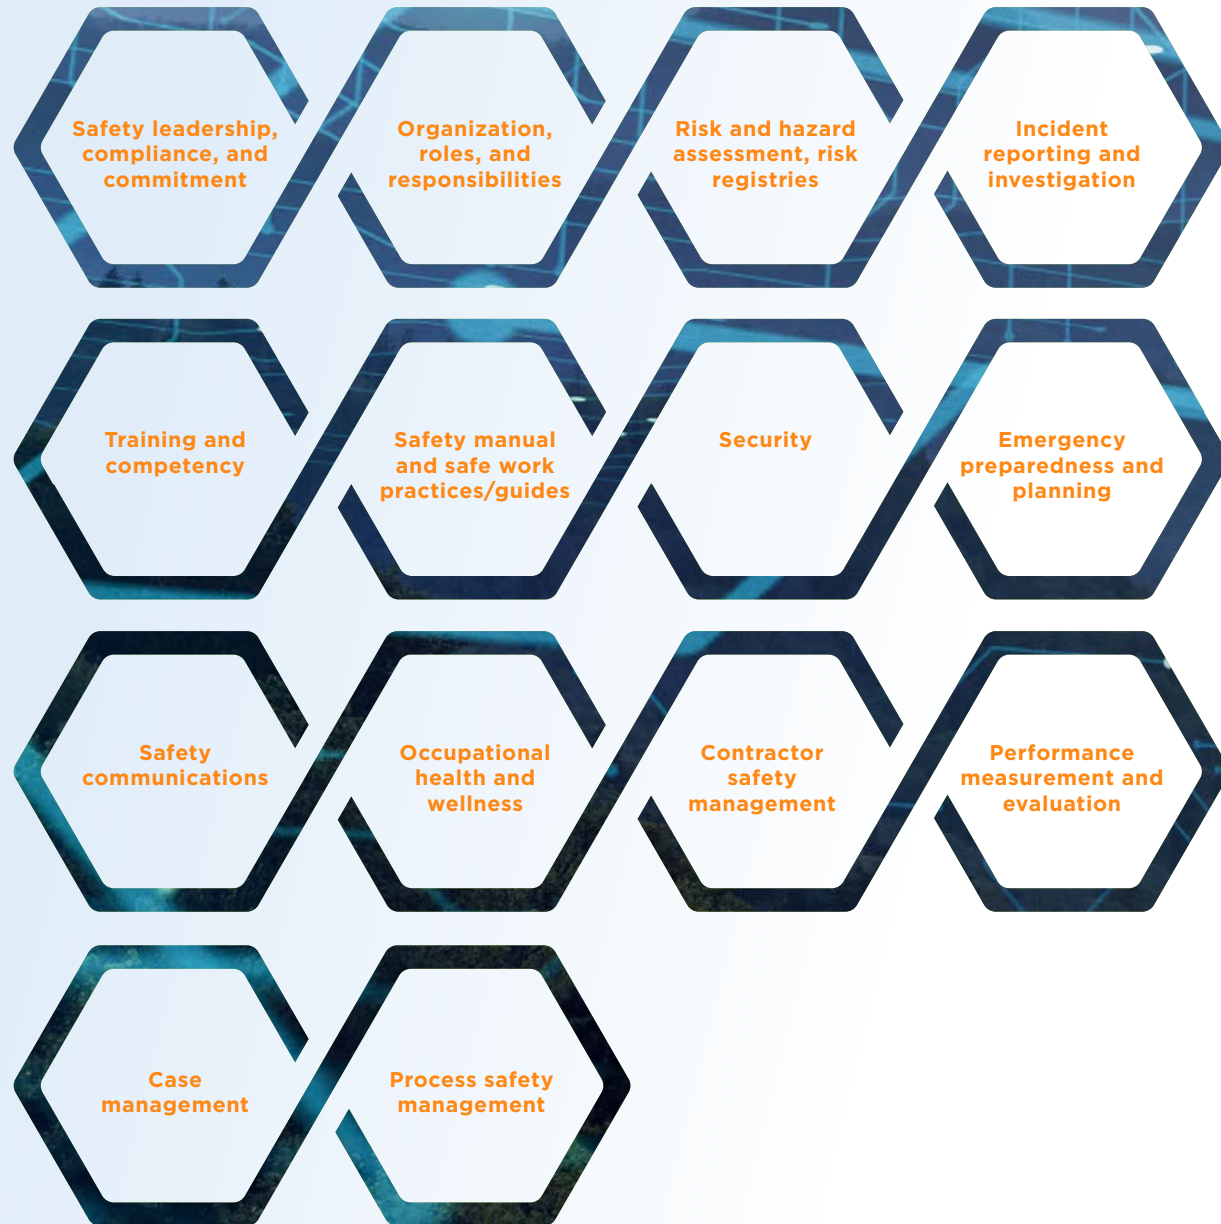 Safety leadership,
compliance, and
commitment
Organization,
roles, and
responsibilities
Risk and hazard
assessment, risk
registries
Incident
reporting and
investigation
Training and
competency
Safety manual
and safe work
practices/guides
Security
Emergency
preparedness and
planning
Safety
communications
Occupational
health and
wellness
Contractor
safety
management
Performance
measurement and
evaluation
Case
management
Process safety
management